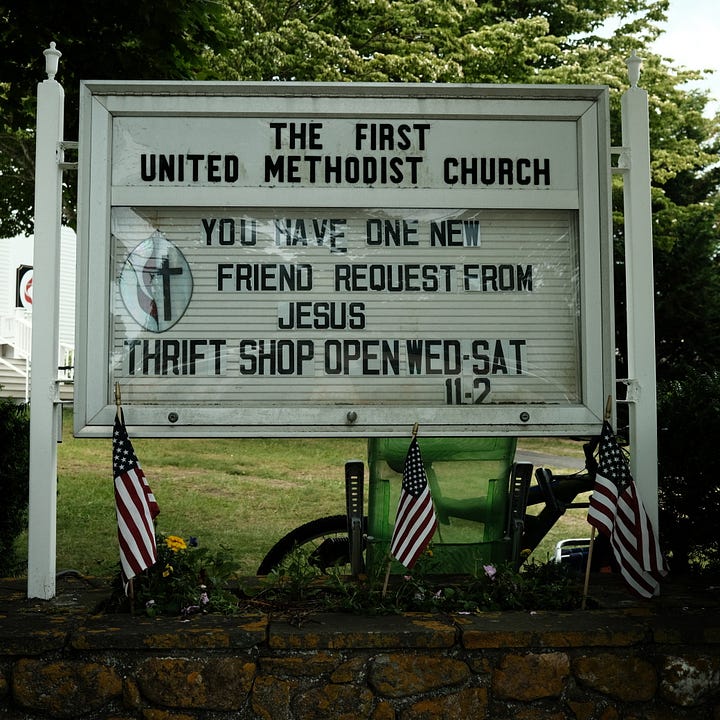 THE FIRST
UNITED METHODIST CHURCH
YOU HAVE ONE NEW
FRIEND REQUEST FROM
JESUS
THRIFT SHOP OPEN WED-SAT
11-2